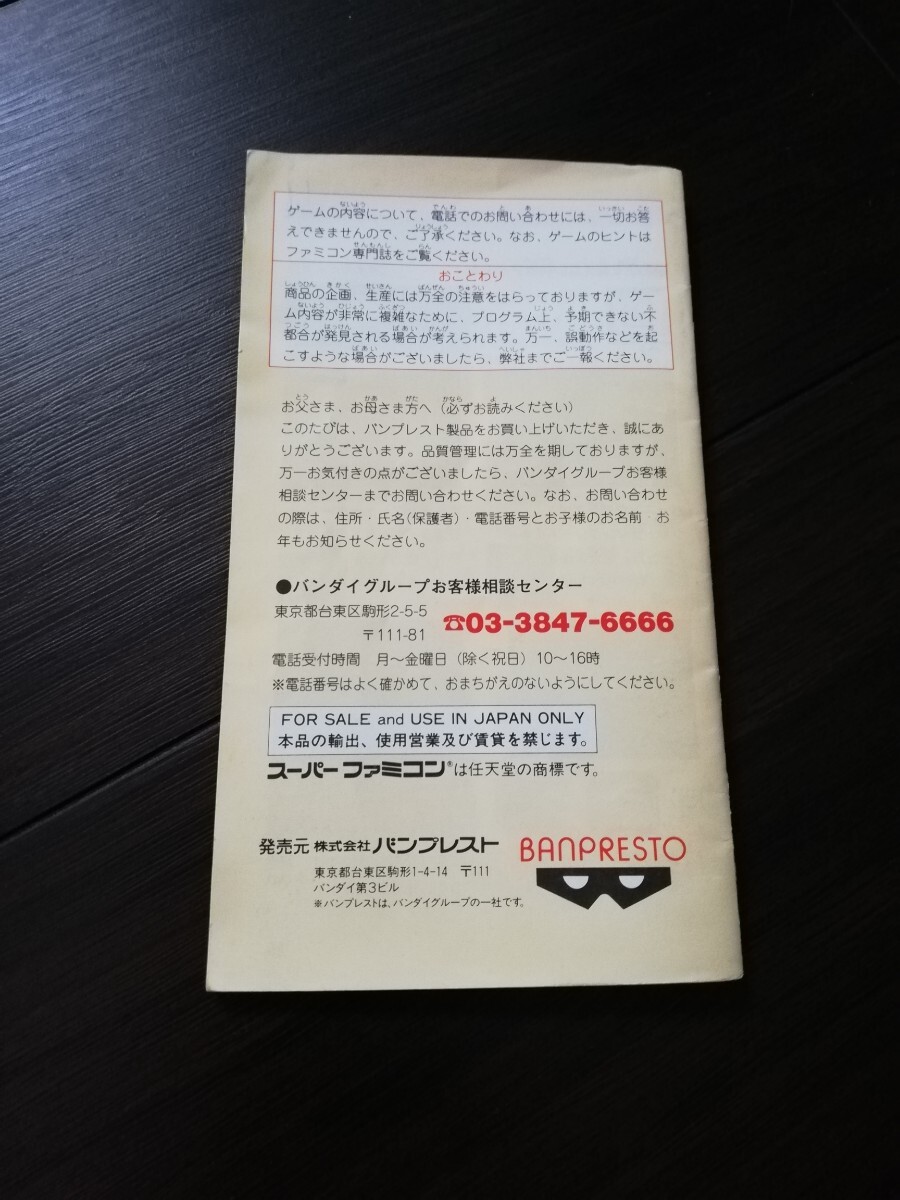 ゲームの内容について、電話でのお問い合わせには、一切お答
えできませんので、ご了承ください。なお、ゲームのヒントは
ファミコン専門誌をご覧ください。
おことわり
商品の企画、生産には万全の注意をはらっておりますが、ゲー
ム内容が非常に複雑なために、プログラム上、予期できない不
都合が発見される場合が考えられます。万一、誤動作などを起
こすような場合がございましたら、弊社までご一報ください。
お父さま、お母さま方へ（必ずお読みください）
このたびは、バンプレスト製品をお買い上げいただき、誠にあ
りがとうございます。品質管理には万全を期しておりますが、
万一お気付きの点がございましたら、バンダイグループお客様
相談センターまでお問い合わせください。なお、お問い合わせ
の際は、住所・氏名(保護者)・電話番号とお子様のお名前・お
年もお知らせください。
●バンダイグループお客様相談センター
東京都台東区駒形2-5-5
〒111-81
☎03-3847-6666
電話受付時間 月～金曜日（除く祝日）10～16時
※電話番号はよく確かめて、おまちがえのないようにしてください。
FOR SALE and USE IN JAPAN ONLY
本品の輸出、使用営業及び賃貸を禁じます。
スーパーファミコン®は任天堂の商標です。
発売元 株式会社 バンプレスト
BANPRESTO
東京都台東区駒形1-4-14 〒111
バンダイ第3ビル
※バンプレストは、バンダイグループの一社です。